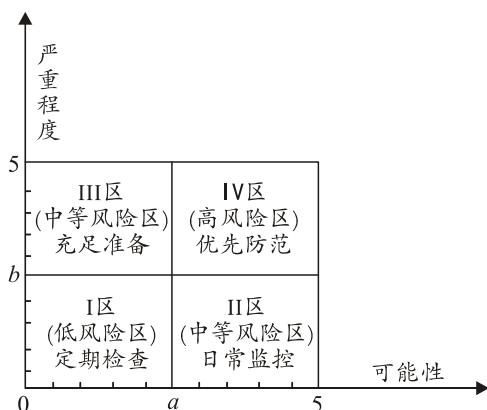 严重程度
5
III区
(中等风险区)
充足准备
IV区
(高风险区)
优先防范
b
I区
(低风险区)
定期检查
II区
(中等风险区)
日常监控
可能性
0
a
5